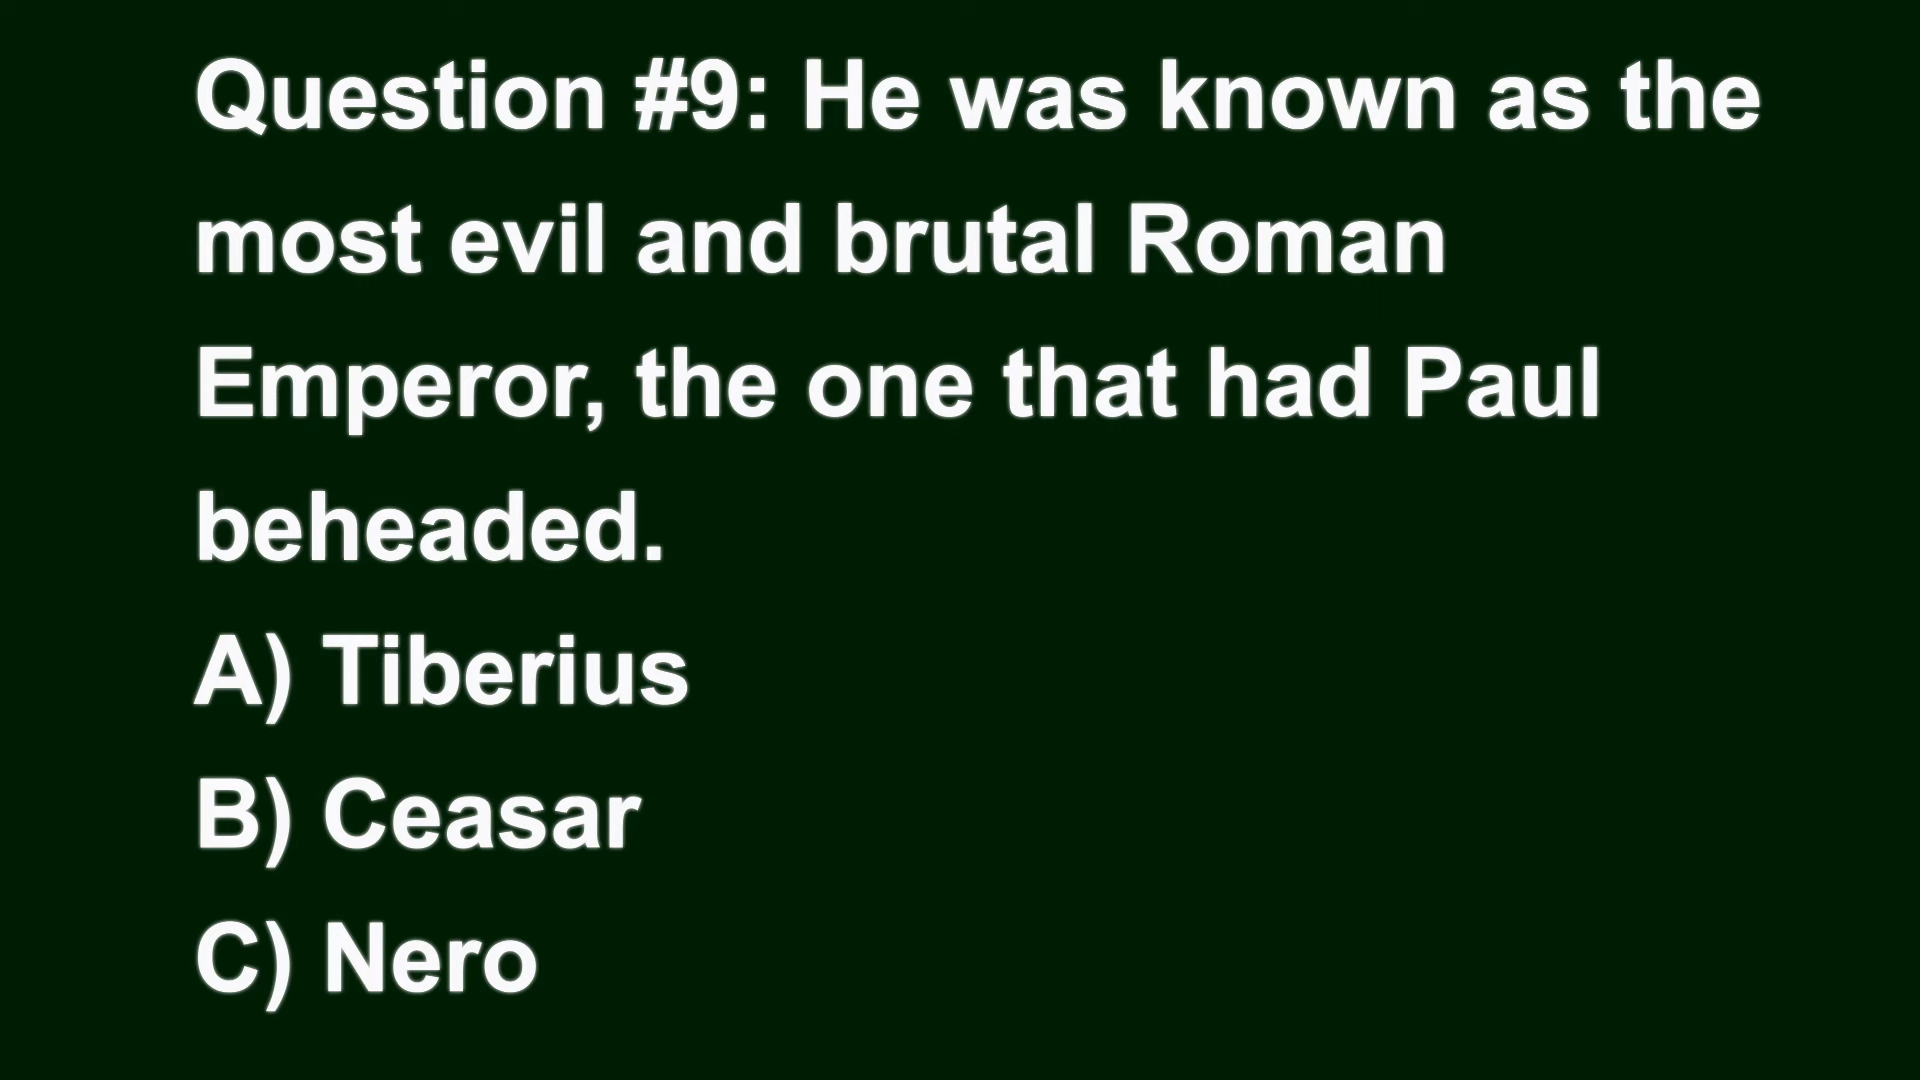 Question #9: He was known as the
most evil and brutal Roman
Emperor, the one that had Paul
beheaded.
A) Tiberius
B) Ceasar
C) Nero